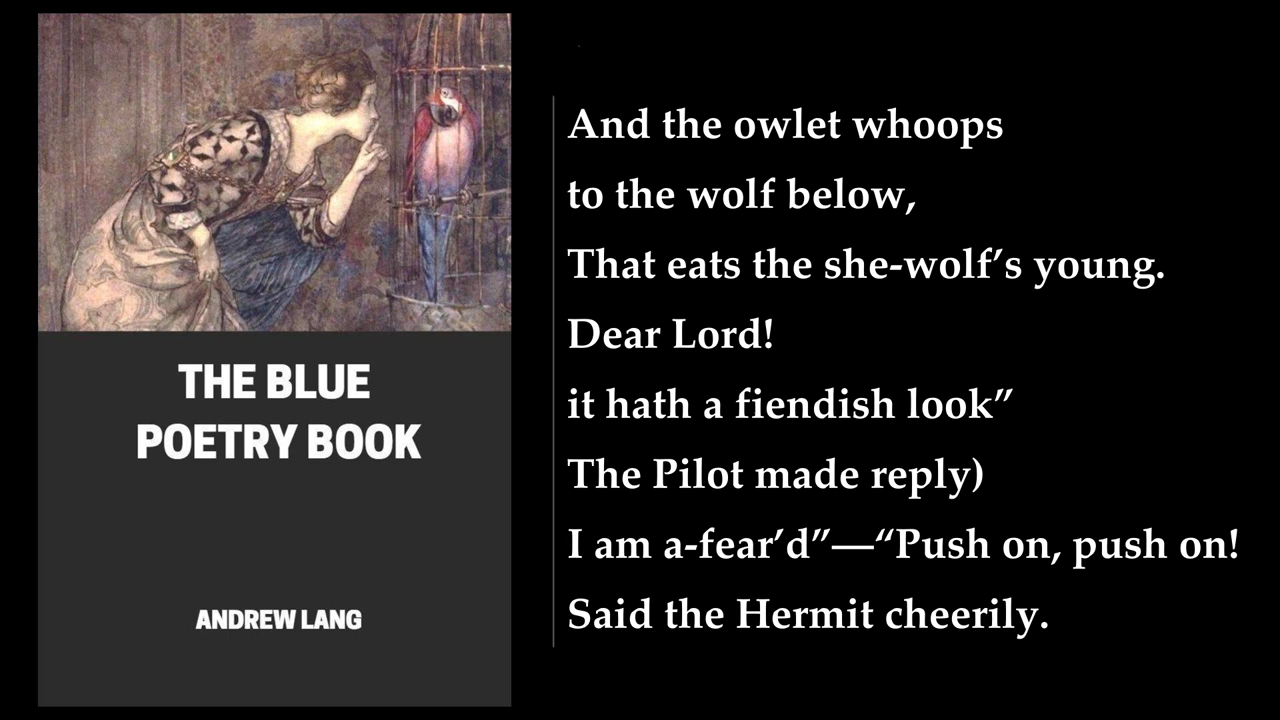 THE BLUE
POETRY BOOK
ANDREW LANG
And the owlet whoops
to the wolf below,
That eats the she-wolf’s young.
Dear Lord!
it hath a fiendish look”
The Pilot made reply)
I am a-fear’d”—“Push on, push on!
Said the Hermit cheerily.